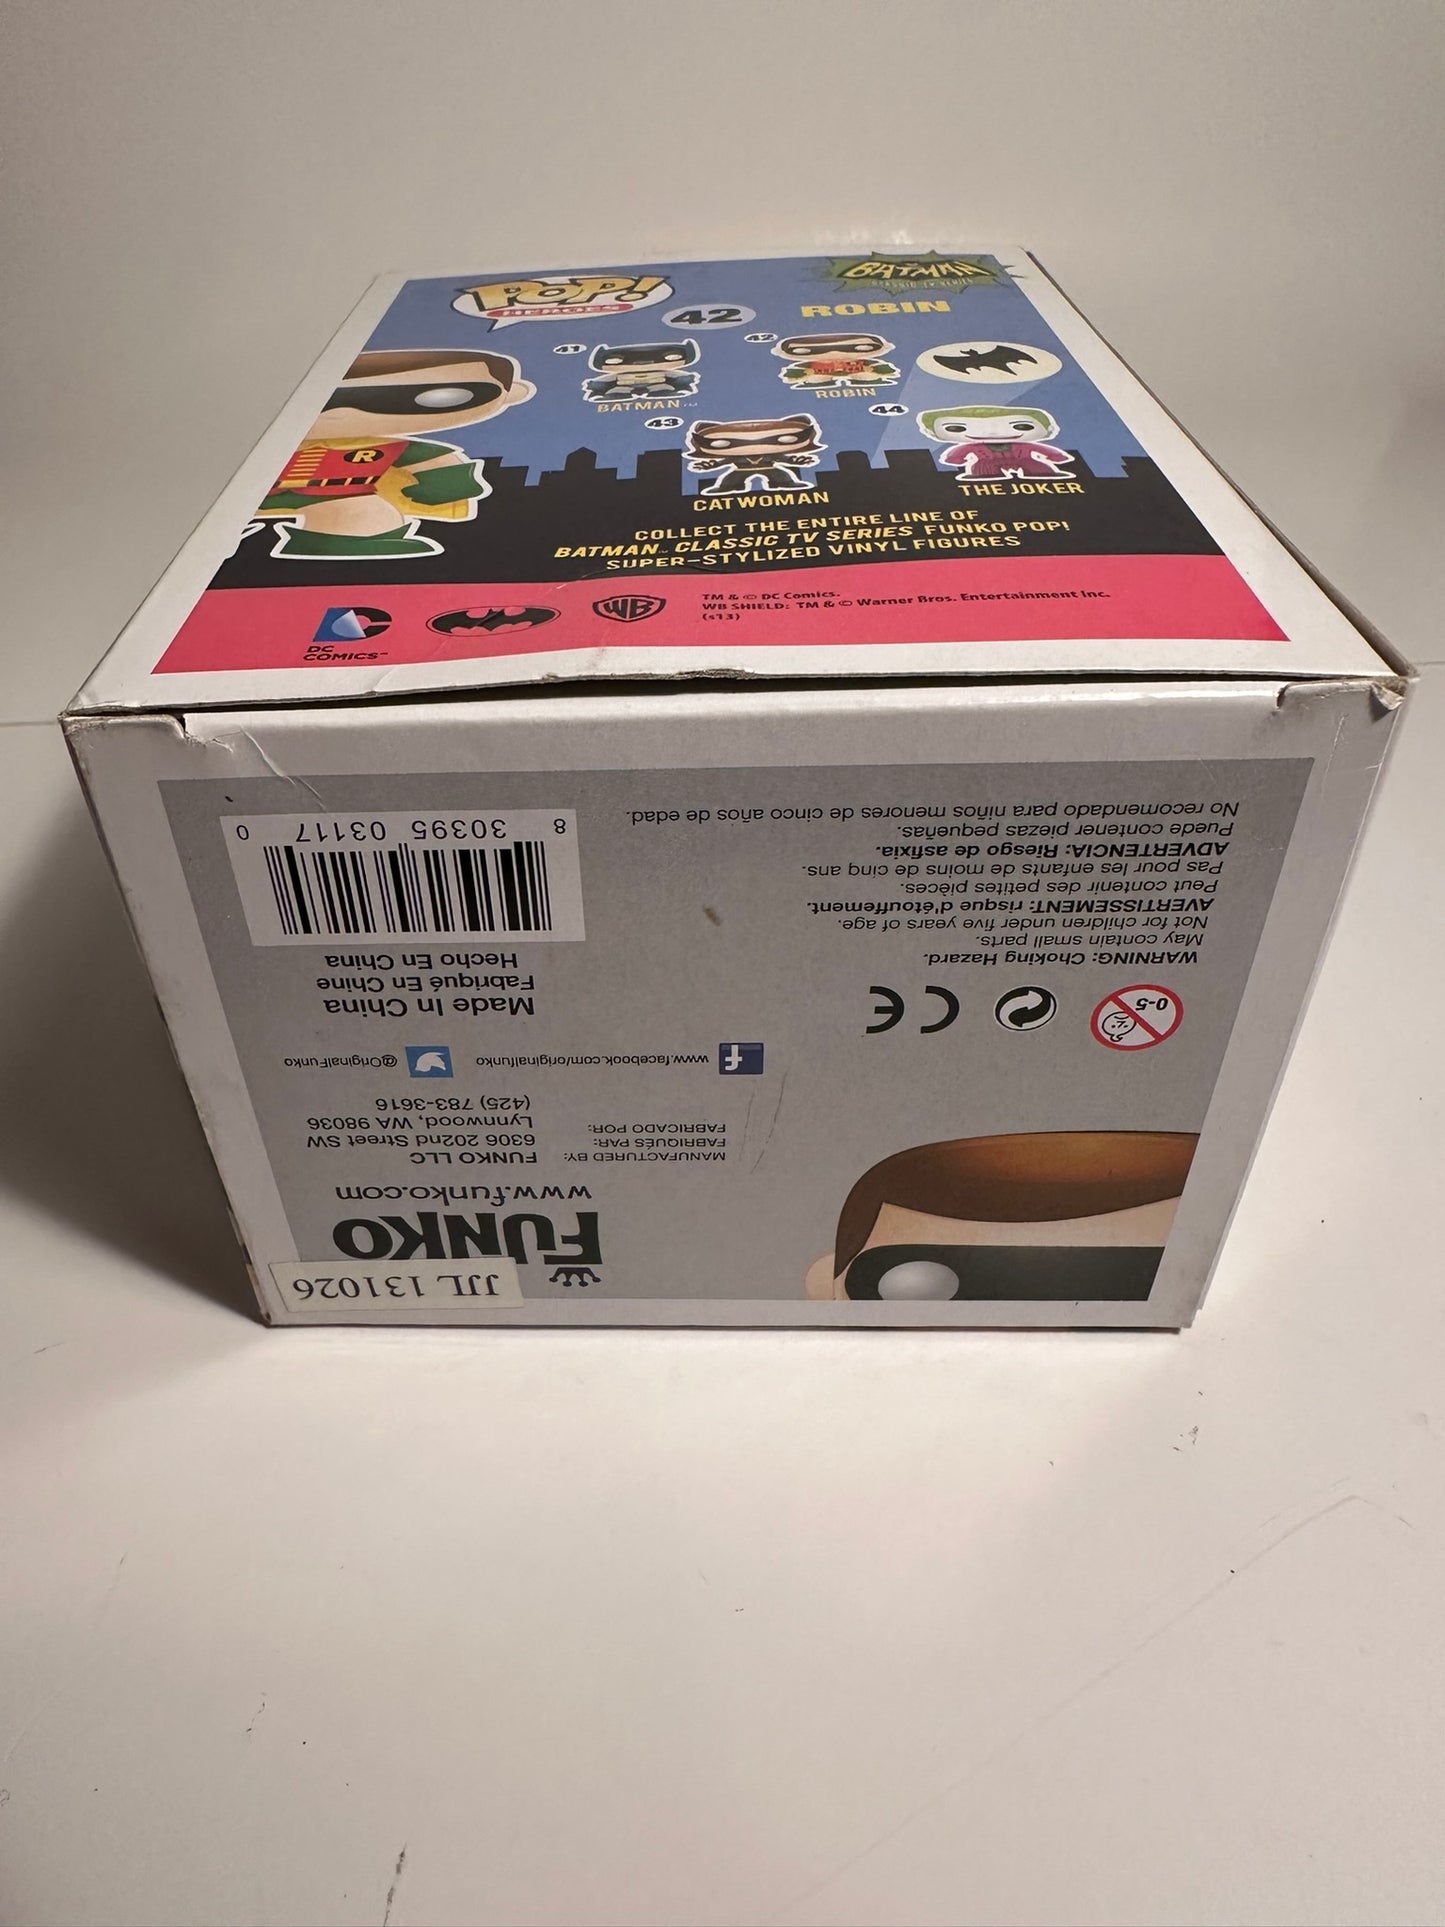 POP!
HEROES
42
BATMAN
CLASSIC TV SERIES
ROBIN
41
BATMAN™
42
ROBIN
43
CATWOMAN
44
THE JOKER
R
COLLECT THE ENTIRE LINE OF
BATMAN™ CLASSIC TV SERIES FUNKO POP!
SUPER-STYLIZED VINYL FIGURES
DC
COMICS™
WB
TM & © DC Comics.
WB SHIELD: TM & © Warner Bros. Entertainment Inc.
(s13)
JJL 131026
FUNKO
www.funko.com
MANUFACTURED BY:
FABRIQUÉS PAR:
FABRICADO POR:
FUNKO LLC
6306 202nd Street SW
Lynnwood, WA 98036
(425) 783-3616
www.facebook.com/originalfunko
@OriginalFunko
0-5
CE
WARNING: Choking Hazard.
May contain small parts.
Not for children under five years of age.
AVERTISSEMENT: risque d'étouffement.
Peut contenir des petites pièces.
Pas pour les enfants de moins de cinq ans.
ADVERTENCIA: Riesgo de asfixia.
Puede contener piezas pequeñas.
No recomendado para niños menores de cinco años de edad.
Made In China
Fabriqué En Chine
Hecho En China
8 30395 03117 0